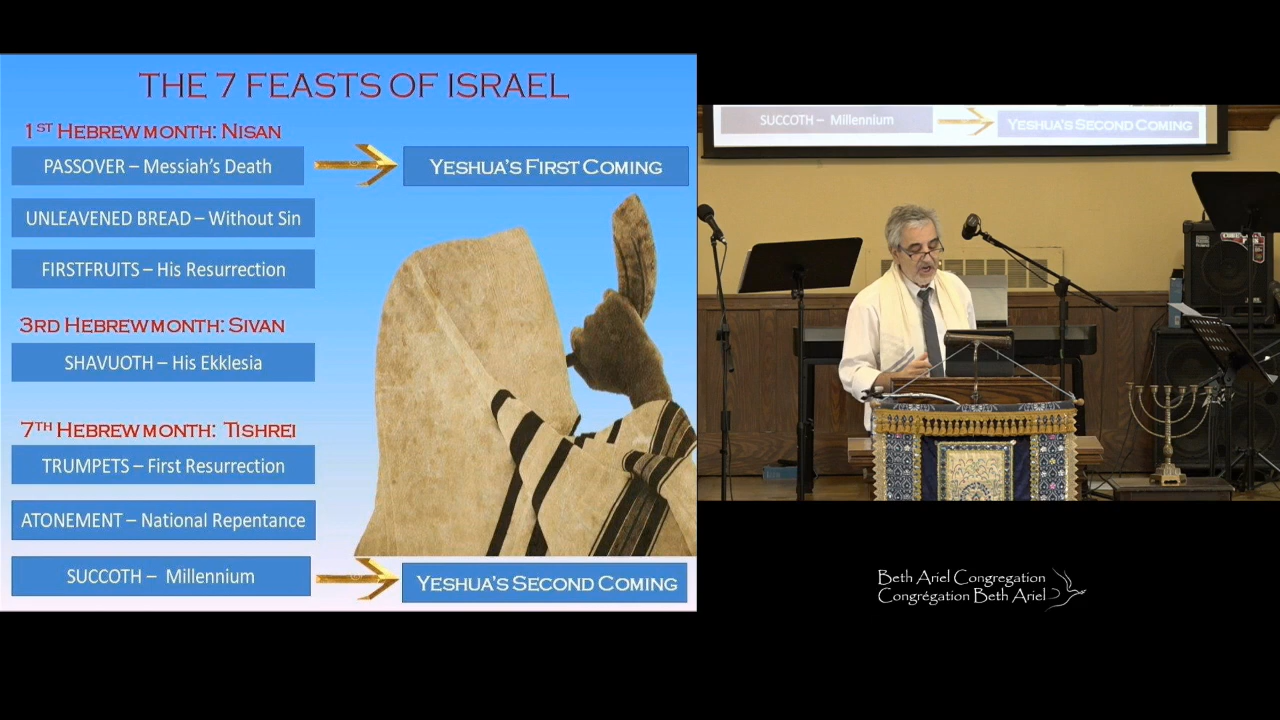 THE 7 FEASTS OF ISRAEL
1ST HEBREW MONTH: NISAN
PASSOVER – Messiah's Death
YESHUA'S FIRST COMING
UNLEAVENED BREAD – Without Sin
FIRSTFRUITS – His Resurrection
3RD HEBREW MONTH: SIVAN
SHAVUOTH – His Ekklesia
7TH HEBREW MONTH: TISHREI
TRUMPETS – First Resurrection
ATONEMENT – National Repentance
SUCCOTH – Millennium
YESHUA'S SECOND COMING
SUCCOTH – Millennium
YESHUA'S SECOND COMING
Beth Ariel Congregation
Congrégation Beth Ariel